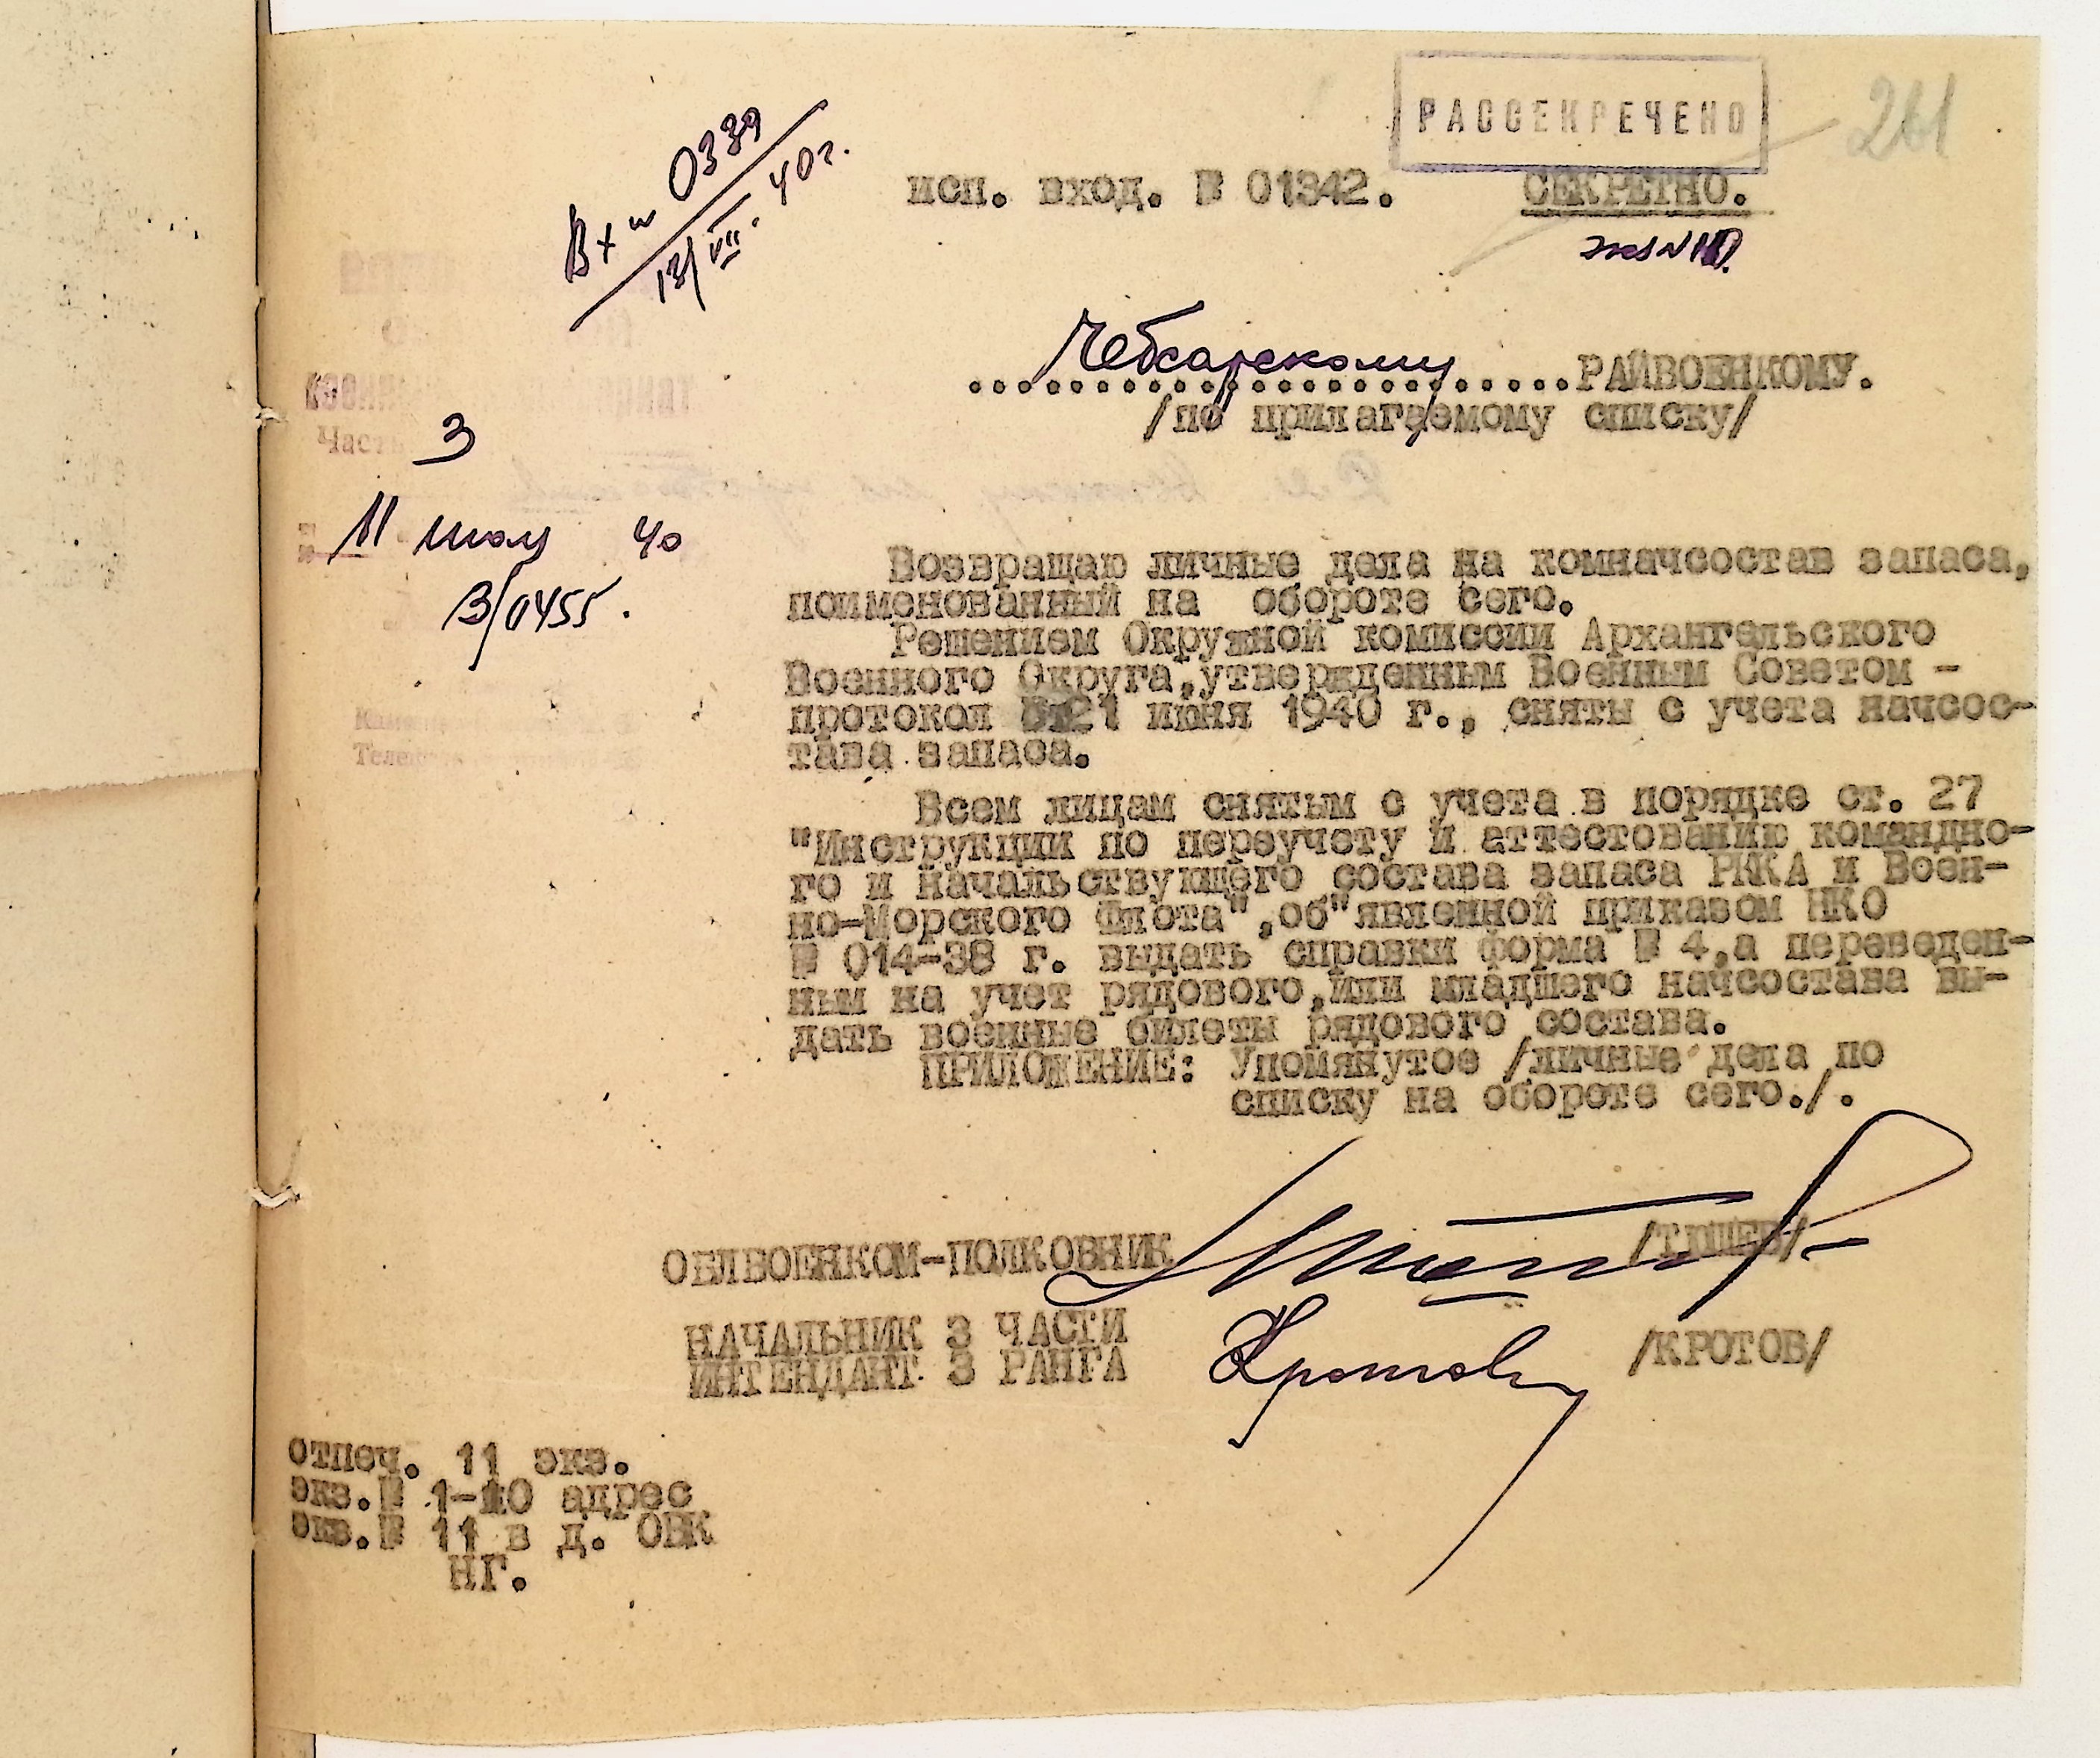 РАССЕКРЕЧЕНО
261
Вх № 0339
13/VII. 40г.
исп. вход. № 01342.
СЕКРЕТНО.
экз №10.
Чебсарскому
....................РАЙВОЕНКОМУ.
/по прилагаемому списку/
Часть 3
11 июля 40
3/0455.
Возвращаю личные дела на комначсостав запаса,
поименованный на обороте сего.
Решением Окружной комиссии Архангельского
Военного Округа,утвержденным Военным Советом -
протокол 21 июня 1940 г., сняты с учета начсос-
тава запаса.
Всем лицам снятым с учета в порядке ст. 27
"Инструкции по переучету и аттестованию командно-
го и начальствующего состава запаса РККА и Воен-
но-Морского Флота",об"явленной приказом НКО
№ 014-38 г. выдать справки форма № 4,а переведен-
ным на учет рядового,или младшего начсостава вы-
дать военные билеты рядового состава.
ПРИЛОЖЕНИЕ: Упомянутое /личные дела по
списку на обороте сего./.
ОБЛВОЕНКОМ-ПОЛКОВНИК /ТЮШЕВ/
НАЧАЛЬНИК 3 ЧАСТИ
ИНТЕНДАНТ 3 РАНГА Кротов /КРОТОВ/
отпеч. 11 экз.
экз.№ 1-10 адрес
экз.№ 11 в д. ОВК
НГ.